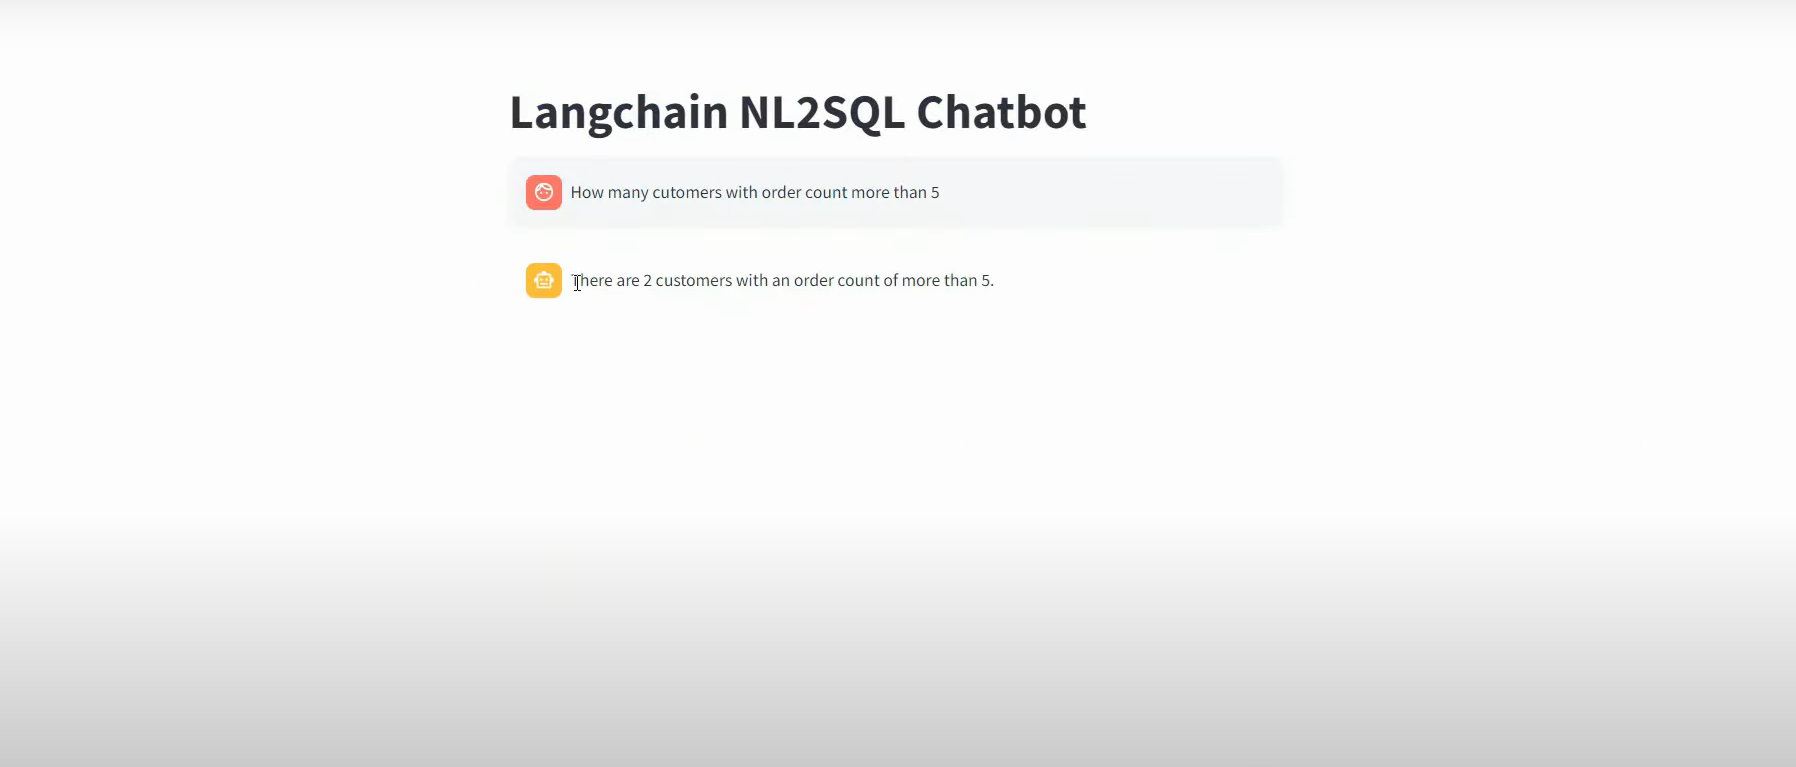 Langchain NL2SQL Chatbot
How many cutomers with order count more than 5
There are 2 customers with an order count of more than 5.